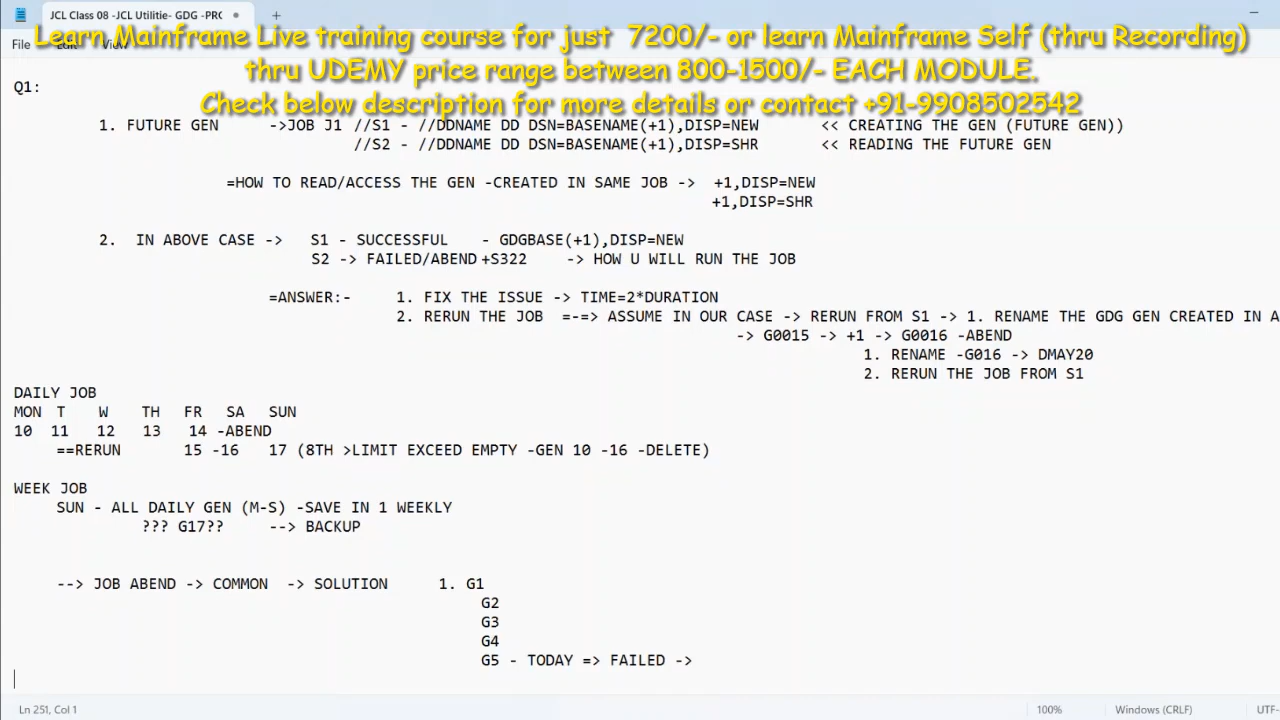 JCL Class 08 -JCL Utilitie- GDG -PRC
Learn Mainframe Live training course for just 7200/- or learn Mainframe Self (thru Recording)
File Edit View
thru UDEMY price range between 800-1500/- EACH MODULE.
Q1:
Check below description for more details or contact +91-9908502542
1. FUTURE GEN ->JOB J1 //S1 - //DDNAME DD DSN=BASENAME(+1),DISP=NEW << CREATING THE GEN (FUTURE GEN))
//S2 - //DDNAME DD DSN=BASENAME(+1),DISP=SHR << READING THE FUTURE GEN
=HOW TO READ/ACCESS THE GEN -CREATED IN SAME JOB -> +1,DISP=NEW
+1,DISP=SHR
2. IN ABOVE CASE -> S1 - SUCCESSFUL - GDGBASE(+1),DISP=NEW
S2 -> FAILED/ABEND +S322 -> HOW U WILL RUN THE JOB
=ANSWER:- 1. FIX THE ISSUE -> TIME=2*DURATION
2. RERUN THE JOB =-=> ASSUME IN OUR CASE -> RERUN FROM S1 -> 1. RENAME THE GDG GEN CREATED IN A
-> G0015 -> +1 -> G0016 -ABEND
1. RENAME -G016 -> DMAY20
2. RERUN THE JOB FROM S1
DAILY JOB
MON T W TH FR SA SUN
10 11 12 13 14 -ABEND
==RERUN 15 -16 17 (8TH >LIMIT EXCEED EMPTY -GEN 10 -16 -DELETE)
WEEK JOB
SUN - ALL DAILY GEN (M-S) -SAVE IN 1 WEEKLY
??? G17?? --> BACKUP
--> JOB ABEND -> COMMON -> SOLUTION 1. G1
G2
G3
G4
G5 - TODAY => FAILED ->
Ln 251, Col 1 100% Windows (CRLF) UTF-